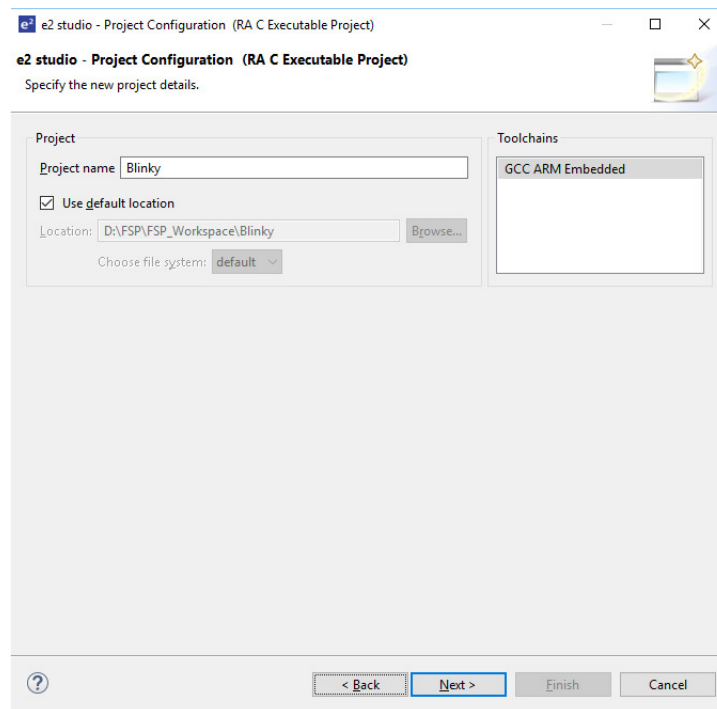 e² e2 studio - Project Configuration (RA C Executable Project)
e2 studio - Project Configuration (RA C Executable Project)
Specify the new project details.
Project
Project name Blinky
Use default location
Location: D:\FSP\FSP_Workspace\Blinky Browse...
Choose file system: default
Toolchains
GCC ARM Embedded
? < Back Next > Finish Cancel